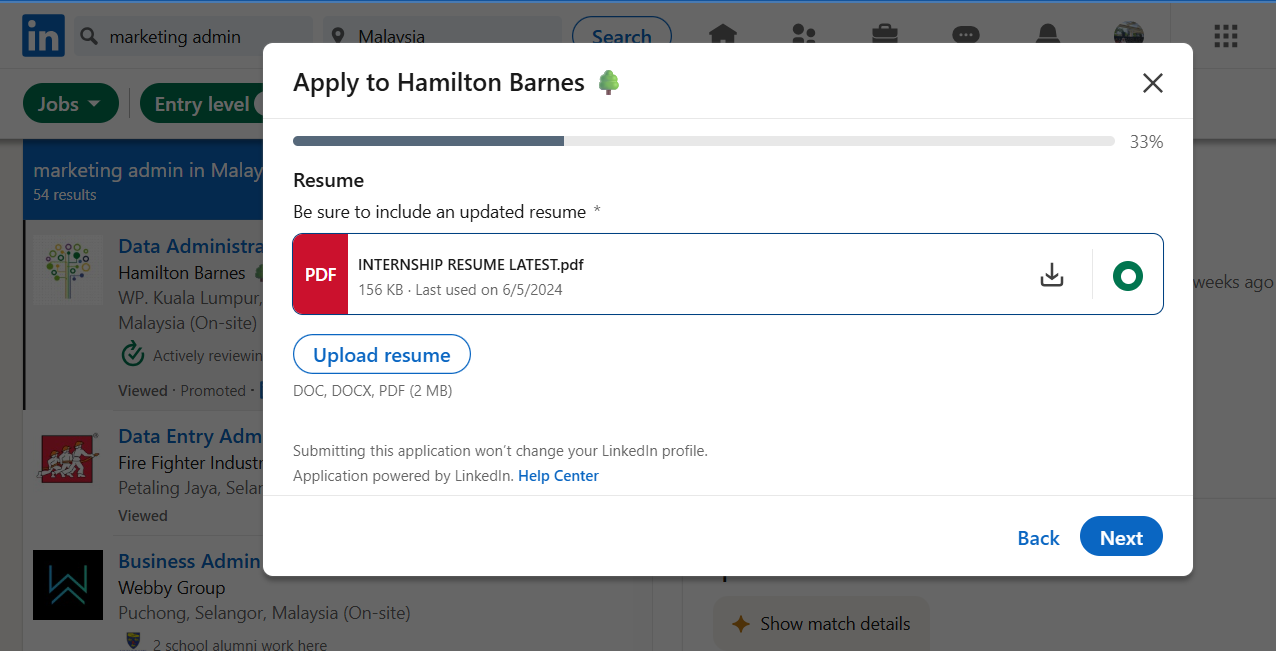 in
marketing admin
Malaysia
Search
Jobs
Entry level
Apply to Hamilton Barnes
33%
Resume
Be sure to include an updated resume *
PDF
INTERNSHIP RESUME LATEST.pdf
156 KB · Last used on 6/5/2024
Upload resume
DOC, DOCX, PDF (2 MB)
Submitting this application won't change your LinkedIn profile.
Application powered by LinkedIn. Help Center
Back
Next
marketing admin in Malay
54 results
Data Administra
Hamilton Barnes
WP. Kuala Lumpur,
Malaysia (On-site)
Actively reviewin
Viewed · Promoted ·
Data Entry Adm
Fire Fighter Industr
Petaling Jaya, Selan
Viewed
Business Admin
Webby Group
Puchong, Selangor, Malaysia (On-site)
2 school alumni work here
weeks ago
Show match details